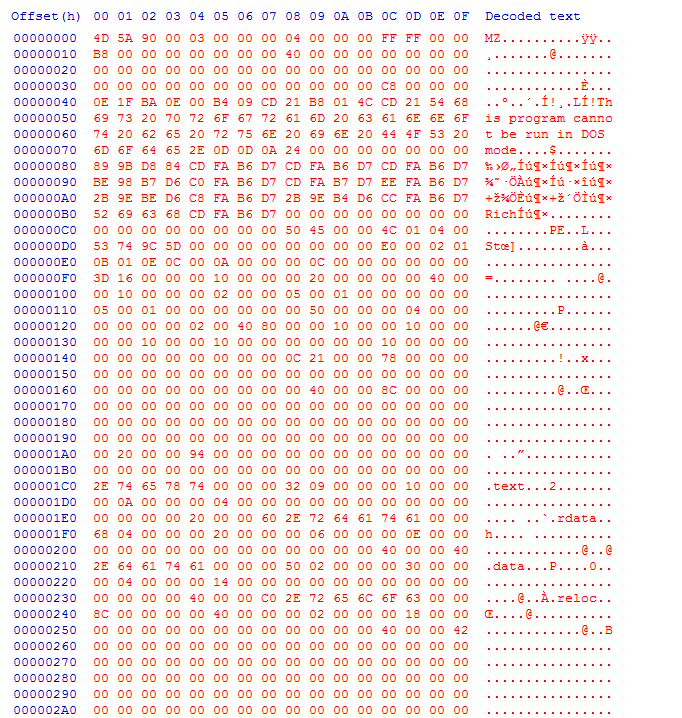 Offset(h) 00 01 02 03 04 05 06 07 08 09 0A 0B 0C 0D 0E 0F Decoded text
00000000 4D 5A 90 00 03 00 00 00 04 00 00 00 FF FF 00 00 MZ..........ÿÿ..
00000010 B8 00 00 00 00 00 00 00 40 00 00 00 00 00 00 00 ¸.......@.......
00000020 00 00 00 00 00 00 00 00 00 00 00 00 00 00 00 00 ................
00000030 00 00 00 00 00 00 00 00 00 00 00 00 C8 00 00 00 ............È...
00000040 0E 1F BA 0E 00 B4 09 CD 21 B8 01 4C CD 21 54 68 ..º..´.Í!¸.LÍ!Th
00000050 69 73 20 70 72 6F 67 72 61 6D 20 63 61 6E 6E 6F is program canno
00000060 74 20 62 65 20 72 75 6E 20 69 6E 20 44 4F 53 20 t be run in DOS
00000070 6D 6F 64 65 2E 0D 0D 0A 24 00 00 00 00 00 00 00 mode....$.......
00000080 89 9B D8 84 CD FA B6 D7 CD FA B6 D7 CD FA B6 D7 ‰›Ø„Íú¶×Íú¶×Íú¶×
00000090 BE 98 B7 D6 C0 FA B6 D7 CD FA B7 D7 EE FA B6 D7 ¾˜·ÖÀú¶×Íú·×îú¶×
000000A0 2B 9E BE D6 C8 FA B6 D7 2B 9E B4 D6 CC FA B6 D7 +ž¾ÖÈú¶×+ž´ÖÌú¶×
000000B0 52 69 63 68 CD FA B6 D7 00 00 00 00 00 00 00 00 RichÍú¶×........
000000C0 00 00 00 00 00 00 00 00 50 45 00 00 4C 01 04 00 ........PE..L...
000000D0 53 74 9C 5D 00 00 00 00 00 00 00 00 E0 00 02 01 Stœ]........à...
000000E0 0B 01 0E 0C 00 0A 00 00 00 0C 00 00 00 00 00 00 ................
000000F0 3D 16 00 00 00 10 00 00 00 20 00 00 00 00 40 00 =........ ....@.
00000100 00 10 00 00 00 02 00 00 05 00 01 00 00 00 00 00 ................
00000110 05 00 01 00 00 00 00 00 00 50 00 00 00 04 00 00 .........P......
00000120 00 00 00 00 02 00 40 80 00 00 10 00 00 10 00 00 ......@€........
00000130 00 00 10 00 00 10 00 00 00 00 00 00 10 00 00 00 ................
00000140 00 00 00 00 00 00 00 00 0C 21 00 00 78 00 00 00 .........!..x...
00000150 00 00 00 00 00 00 00 00 00 00 00 00 00 00 00 00 ................
00000160 00 00 00 00 00 00 00 00 00 40 00 00 8C 00 00 00 .........@..Œ...
00000170 00 00 00 00 00 00 00 00 00 00 00 00 00 00 00 00 ................
00000180 00 00 00 00 00 00 00 00 00 00 00 00 00 00 00 00 ................
00000190 00 00 00 00 00 00 00 00 00 00 00 00 00 00 00 00 ................
000001A0 00 20 00 00 94 00 00 00 00 00 00 00 00 00 00 00 . ..”...........
000001B0 00 00 00 00 00 00 00 00 00 00 00 00 00 00 00 00 ................
000001C0 2E 74 65 78 74 00 00 00 32 09 00 00 00 10 00 00 .text...2.......
000001D0 00 0A 00 00 00 04 00 00 00 00 00 00 00 00 00 00 ................
000001E0 00 00 00 00 20 00 00 60 2E 72 64 61 74 61 00 00 .... ..`.rdata..
000001F0 68 04 00 00 00 20 00 00 00 06 00 00 00 0E 00 00 h.... ..........
00000200 00 00 00 00 00 00 00 00 00 00 00 00 40 00 00 40 ............@..@
00000210 2E 64 61 74 61 00 00 00 50 02 00 00 00 30 00 00 .data...P....0..
00000220 00 04 00 00 00 14 00 00 00 00 00 00 00 00 00 00 ................
00000230 00 00 00 00 40 00 00 C0 2E 72 65 6C 6F 63 00 00 ....@..À.reloc..
00000240 8C 00 00 00 00 40 00 00 00 02 00 00 00 18 00 00 Œ....@..........
00000250 00 00 00 00 00 00 00 00 00 00 00 00 40 00 00 42 ............@..B
00000260 00 00 00 00 00 00 00 00 00 00 00 00 00 00 00 00 ................
00000270 00 00 00 00 00 00 00 00 00 00 00 00 00 00 00 00 ................
00000280 00 00 00 00 00 00 00 00 00 00 00 00 00 00 00 00 ................
00000290 00 00 00 00 00 00 00 00 00 00 00 00 00 00 00 00 ................
000002A0 00 00 00 00 00 00 00 00 00 00 00 00 00 00 00 00 ................